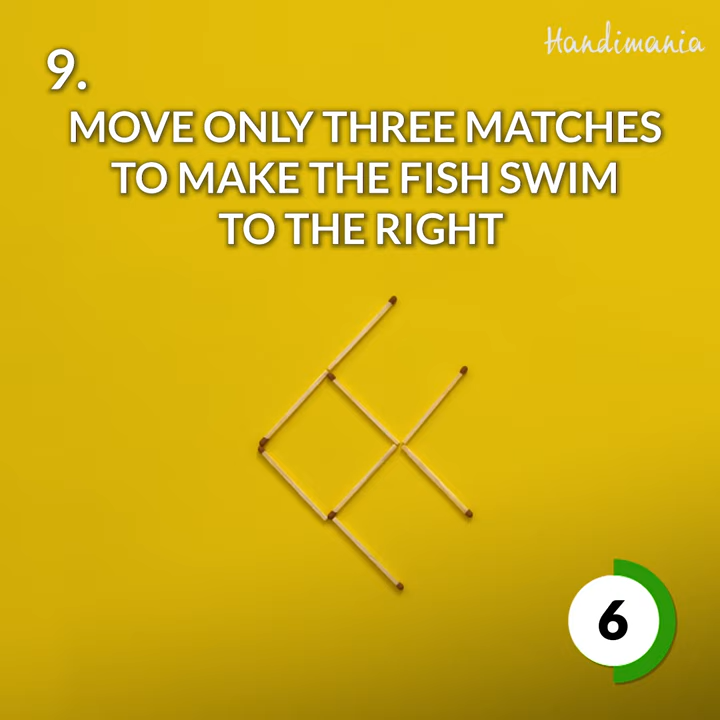 Handimania
9.
MOVE ONLY THREE MATCHES
TO MAKE THE FISH SWIM
TO THE RIGHT
6